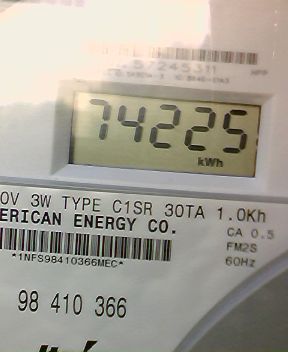 57245311
74225
kWh
0V 3W TYPE C1SR 30TA 1.0Kh
ERICAN ENERGY CO.
CA 0.5
FM2S
*1NFS98410366MEC*
60Hz
98 410 366